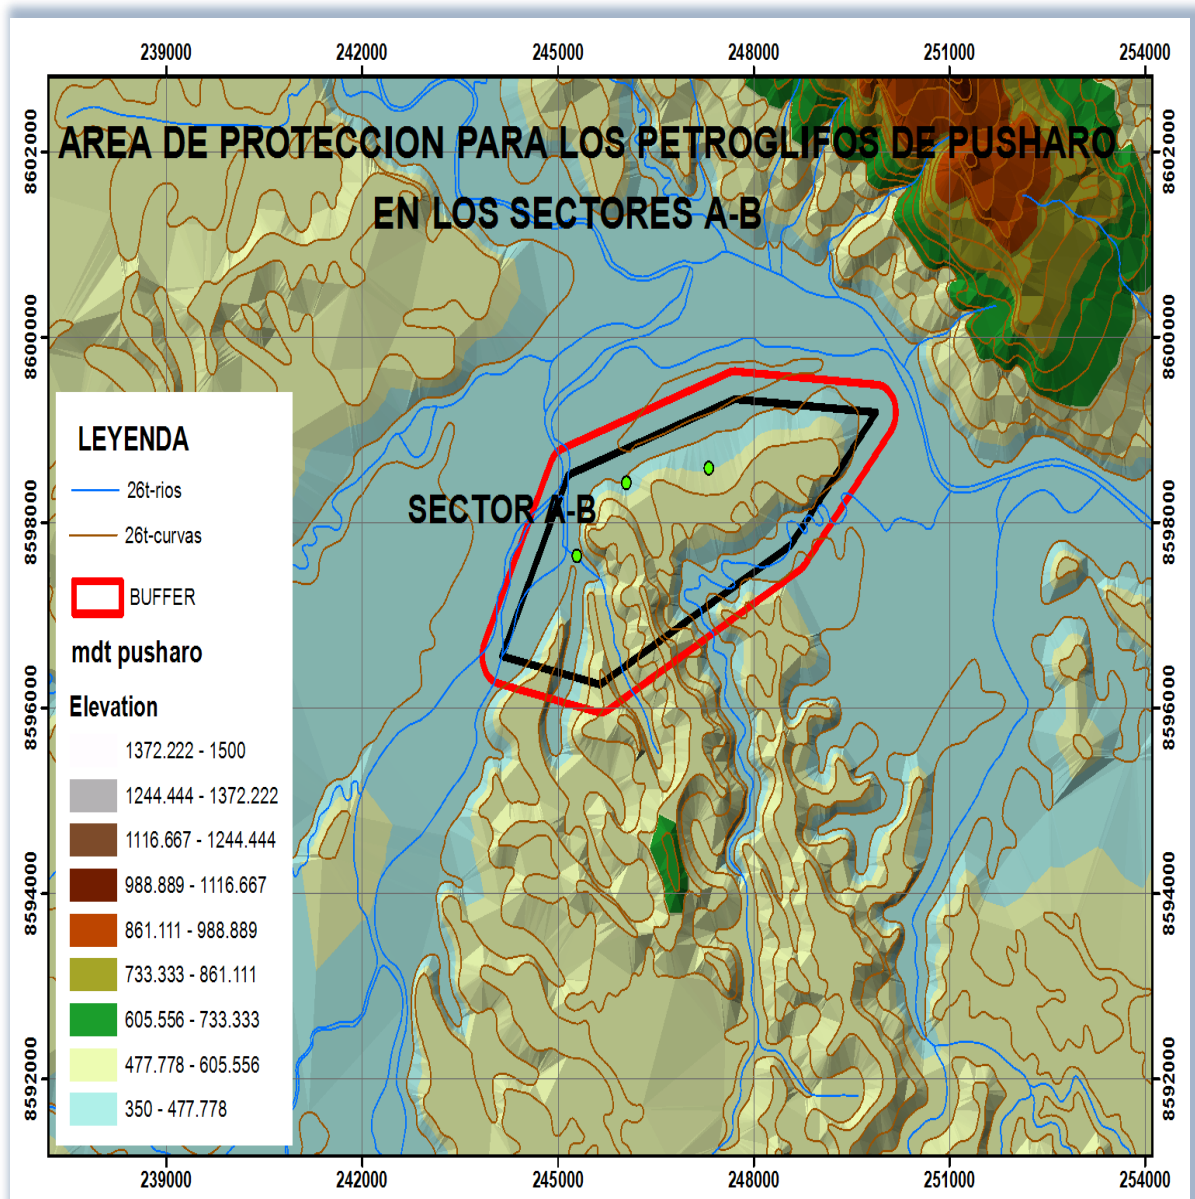 239000 242000 245000 248000 251000 254000
AREA DE PROTECCION PARA LOS PETROGLIFOS DE PUSHARO
EN LOS SECTORES A-B
8602000 8602000
8600000 8600000
LEYENDA
26t-rios
26t-curvas
BUFFER
mdt pusharo
Elevation
1372.222 - 1500
1244.444 - 1372.222
1116.667 - 1244.444
988.889 - 1116.667
861.111 - 988.889
733.333 - 861.111
605.556 - 733.333
477.778 - 605.556
350 - 477.778
SECTOR A-B
8598000 8598000
8596000 8596000
8594000 8594000
8592000 8592000
239000 242000 245000 248000 251000 254000